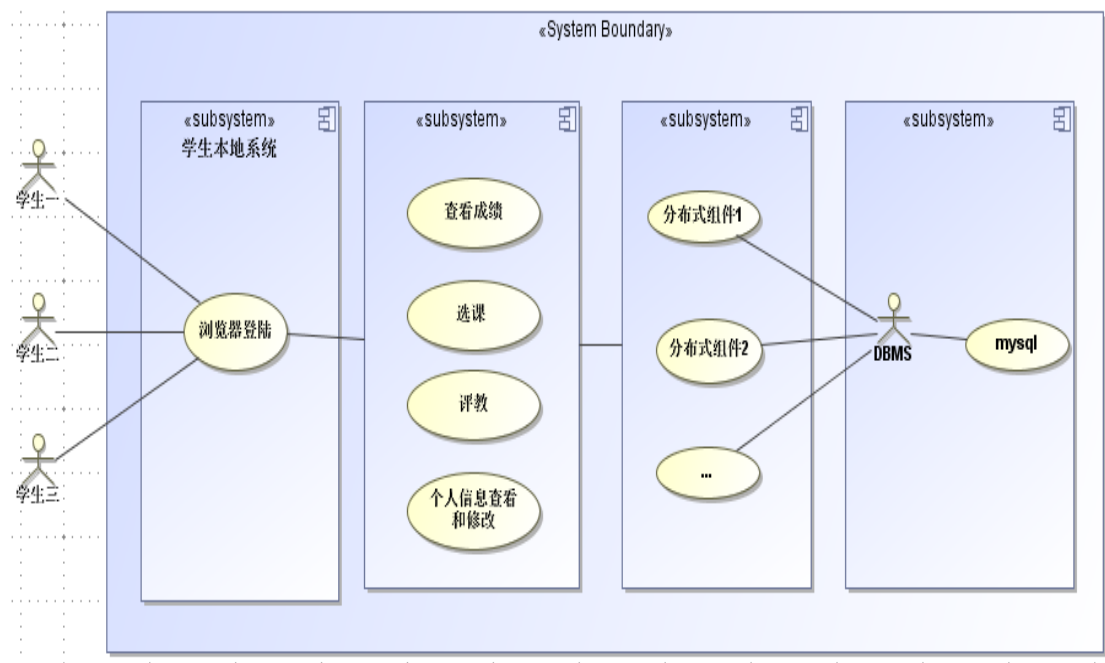 «System Boundary»
«subsystem»
学生本地系统
«subsystem»
«subsystem»
«subsystem»
学生一
学生二
学生三
浏览器登陆
查看成绩
选课
评教
个人信息查看
和修改
分布式组件1
分布式组件2
...
DBMS
mysql